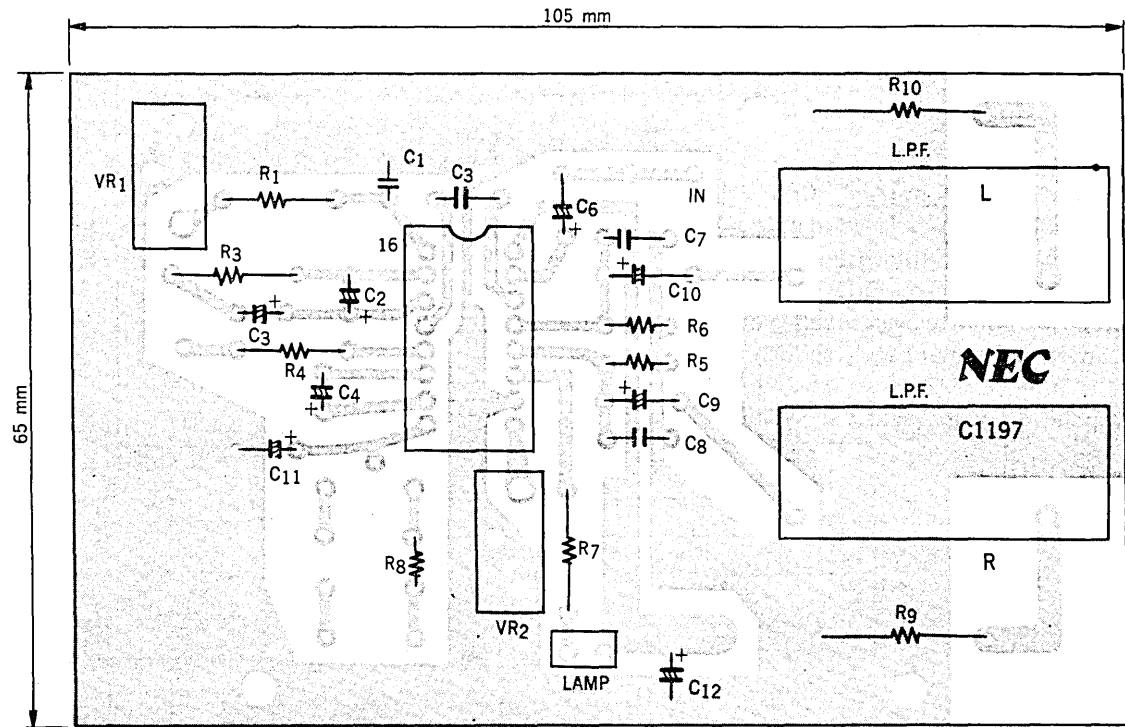 105 mm
65 mm
R10
L.P.F.
VR1
R1
C1
C3
C6
IN
L
16
C7
R3
C2
C10
C3
R6
R4
R5
NEC
C4
L.P.F.
C9
C1197
C8
C11
R8
R7
R
VR2
R9
LAMP
C12